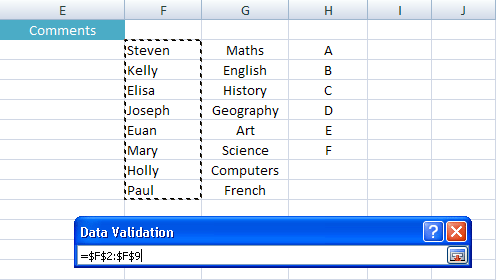 E F G H I J
Comments
Steven Maths A
Kelly English B
Elisa History C
Joseph Geography D
Euan Art E
Mary Science F
Holly Computers
Paul French
Data Validation ? X
=$F$2:$F$9